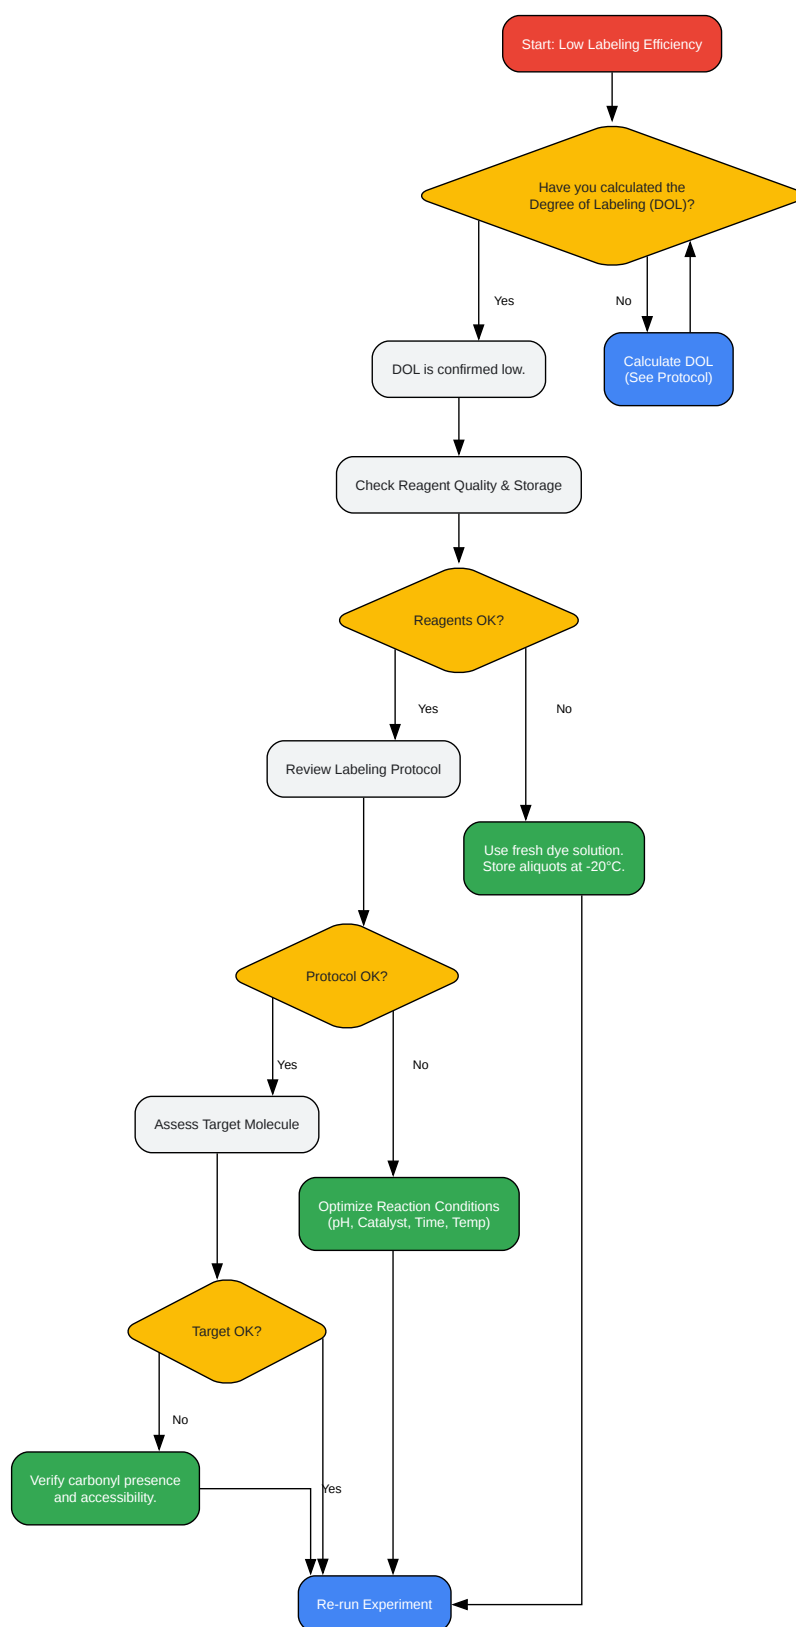 Start: Low Labeling Efficiency
Have you calculated the
Degree of Labeling (DOL)?
Yes
No
DOL is confirmed low.
Calculate DOL
(See Protocol)
Check Reagent Quality & Storage
Reagents OK?
Yes
No
Review Labeling Protocol
Use fresh dye solution.
Store aliquots at -20°C.
Protocol OK?
Yes
No
Assess Target Molecule
Optimize Reaction Conditions
(pH, Catalyst, Time, Temp)
Target OK?
No
Verify carbonyl presence
and accessibility.
Yes
Re-run Experiment